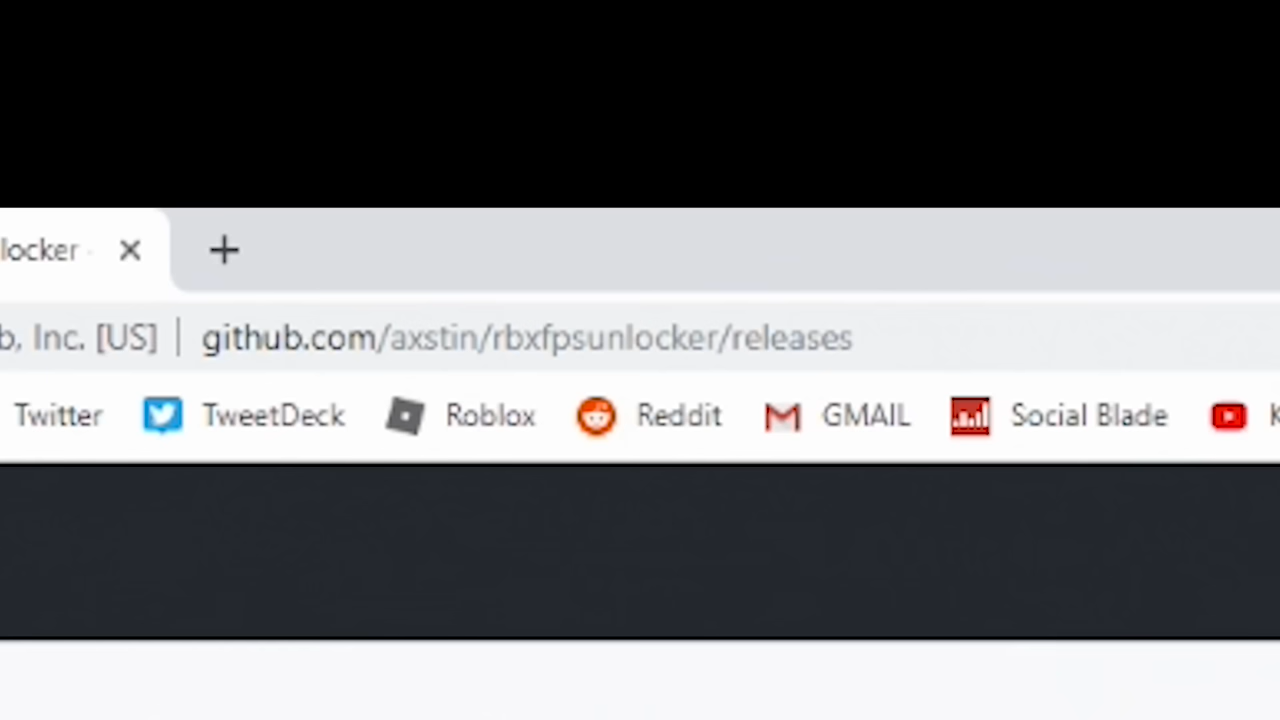 locker
b, Inc. [US] | github.com/axstin/rbxfpsunlocker/releases
Twitter TweetDeck Roblox Reddit GMAIL Social Blade K